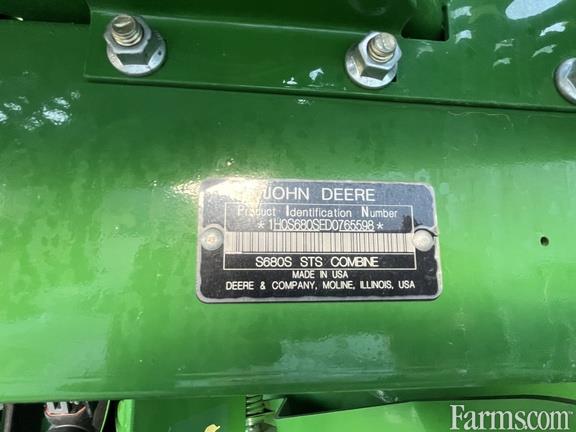 JOHN DEERE
Product Identification Number
*1H0S680SED0765598*
S680S STS COMBINE
MADE IN USA
DEERE & COMPANY, MOLINE, ILLINOIS, USA
Farms.com®